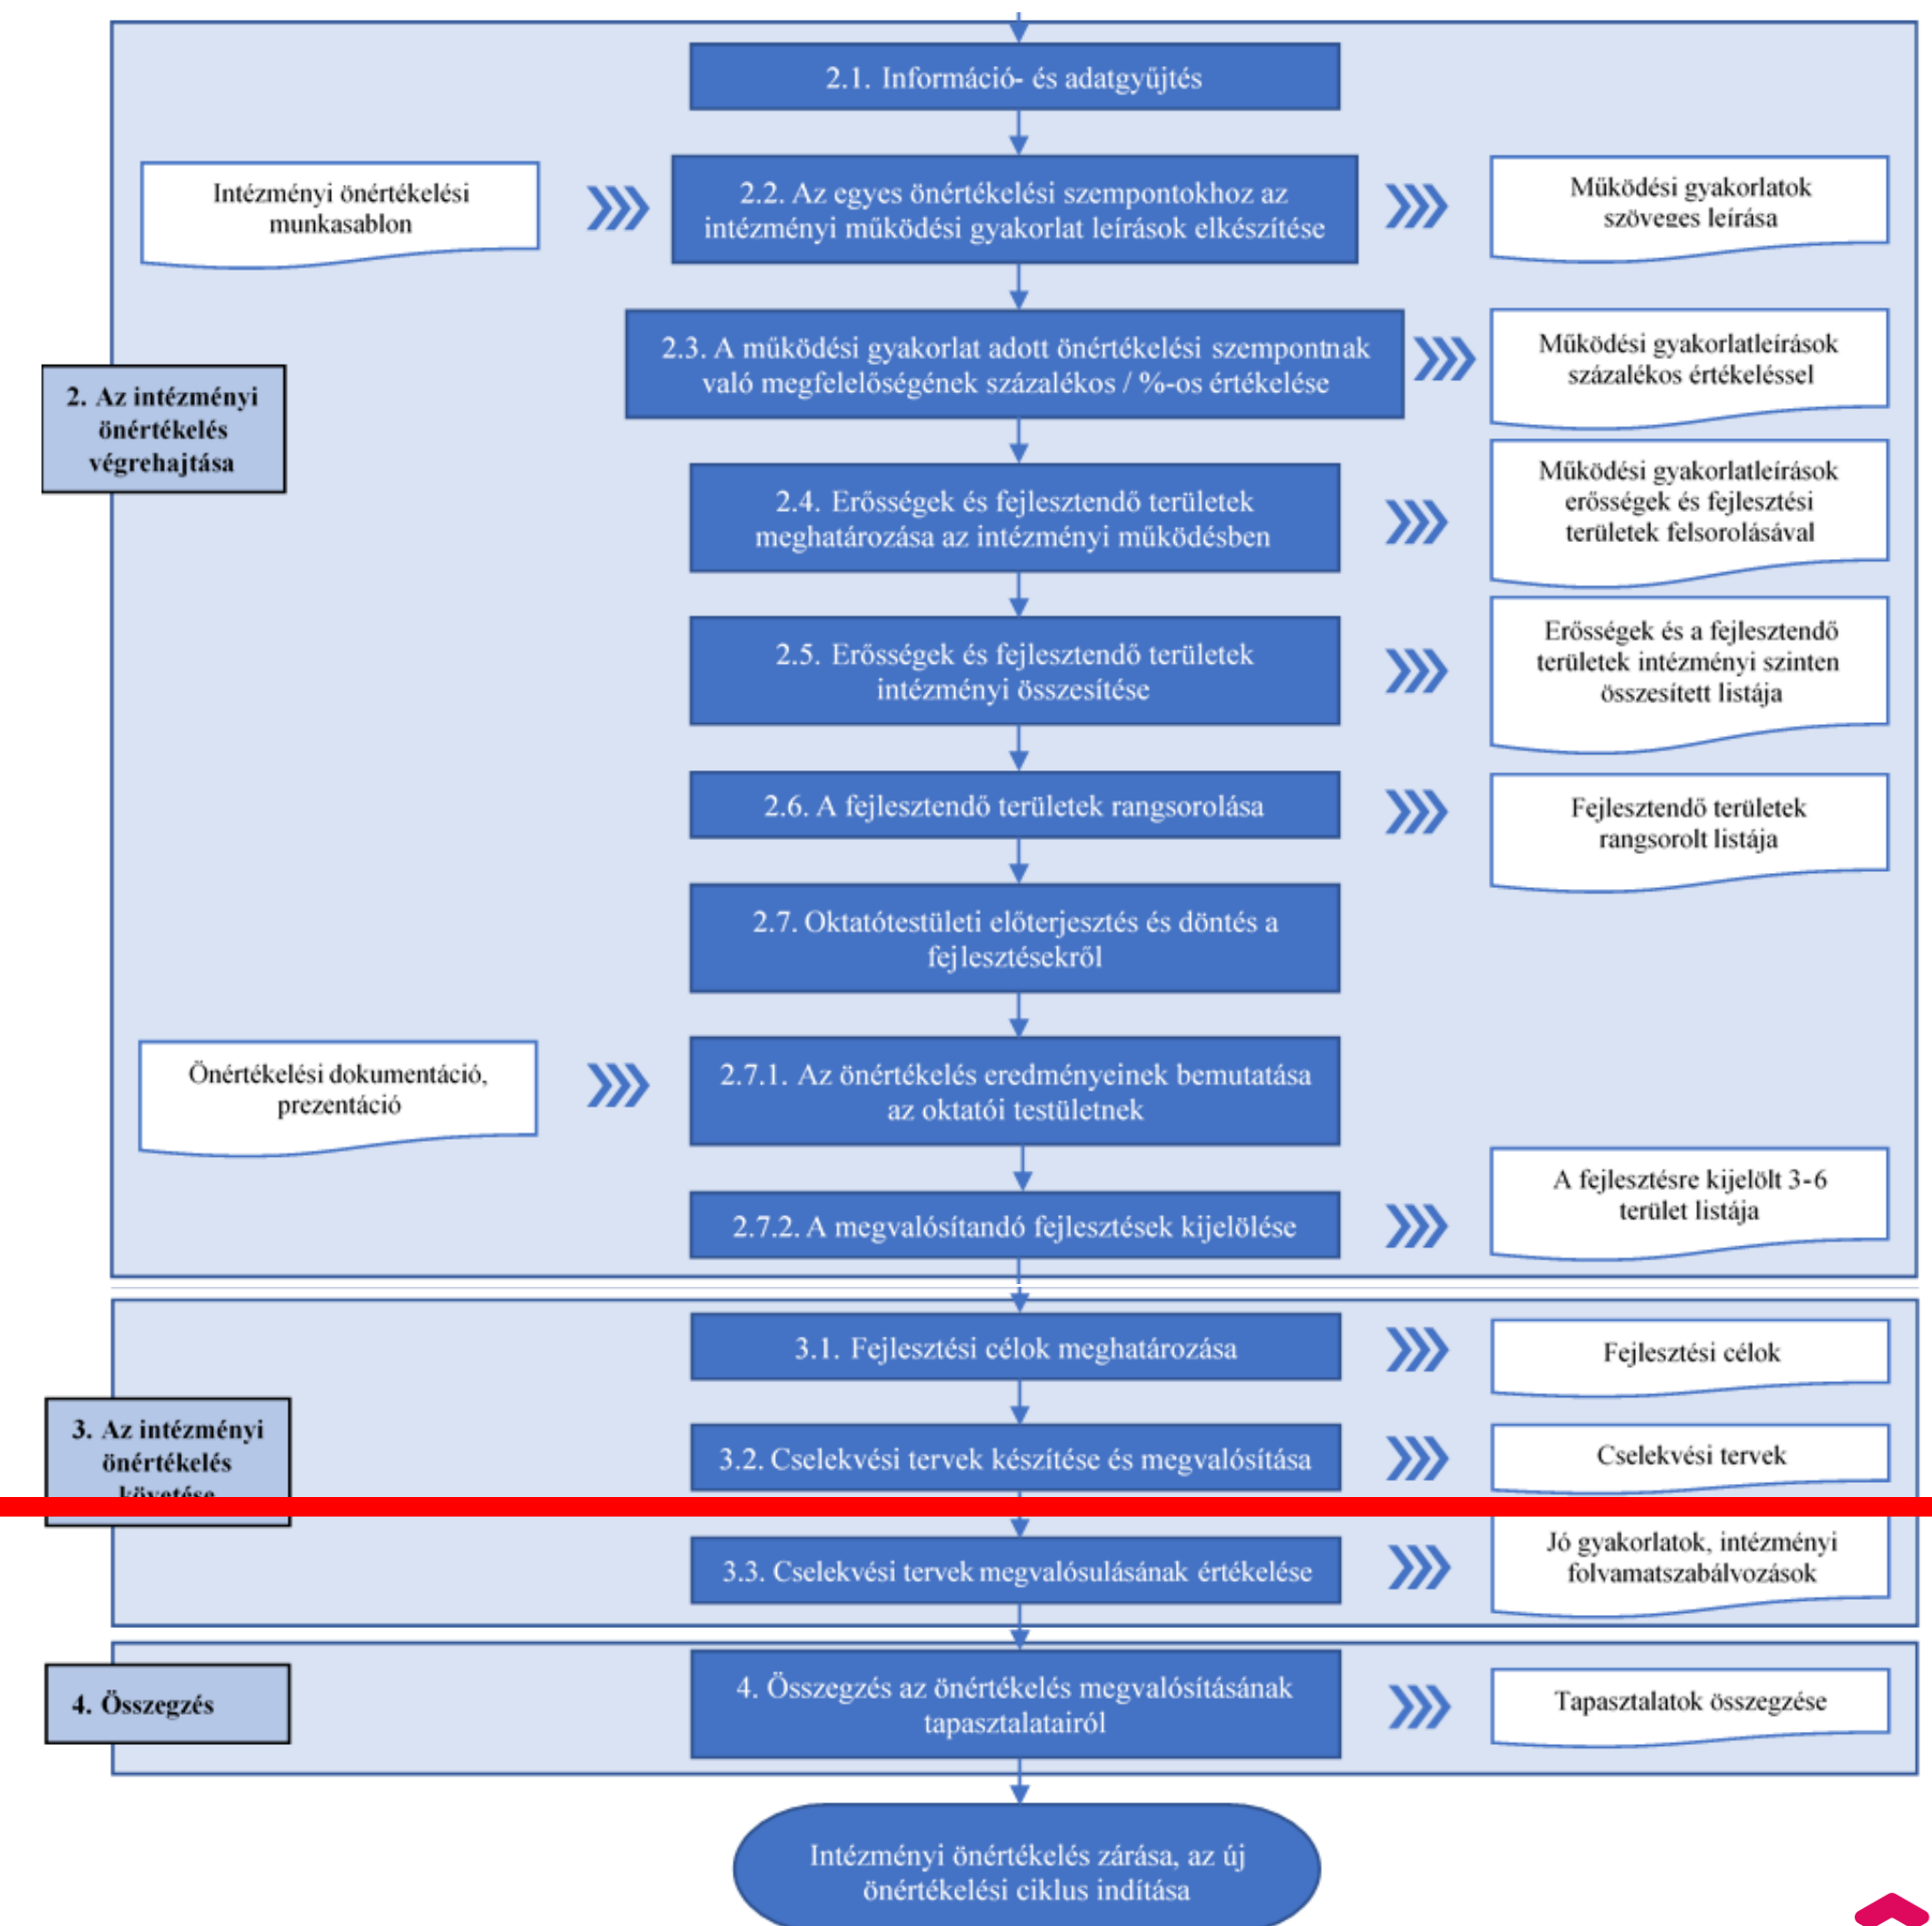 2.1. Információ- és adatgyűjtés
Intézményi önértékelési
munkasablon
2.2. Az egyes önértékelési szempontokhoz az
intézményi működési gyakorlat leírások elkészítése
Működési gyakorlatok
szöveges leírása
2.3. A működési gyakorlat adott önértékelési szempontnak
való megfelelőségének százalékos / %-os értékelése
Működési gyakorlatleírások
százalékos értékeléssel
2. Az intézményi
önértékelés
végrehajtása
2.4. Erősségek és fejlesztendő területek
meghatározása az intézményi működésben
Működési gyakorlatleírások
erősségek és fejlesztési
területek felsorolásával
2.5. Erősségek és fejlesztendő területek
intézményi összesítése
Erősségek és a fejlesztendő
területek intézményi szinten
összesített listája
2.6. A fejlesztendő területek rangsorolása
Fejlesztendő területek
rangsorolt listája
2.7. Oktatótestületi előterjesztés és döntés a
fejlesztésekről
Önértékelési dokumentáció,
prezentáció
2.7.1. Az önértékelés eredményeinek bemutatása
az oktatói testületnek
2.7.2. A megvalósítandó fejlesztések kijelölése
A fejlesztésre kijelölt 3-6
terület listája
3.1. Fejlesztési célok meghatározása
Fejlesztési célok
3. Az intézményi
önértékelés
követése
3.2. Cselekvési tervek készítése és megvalósítása
Cselekvési tervek
3.3. Cselekvési tervek megvalósulásának értékelése
Jó gyakorlatok, intézményi
folyamatszabályozások
4. Összegzés
4. Összegzés az önértékelés megvalósításának
tapasztalatairól
Tapasztalatok összegzése
Intézményi önértékelés zárása, az új
önértékelési ciklus indítása